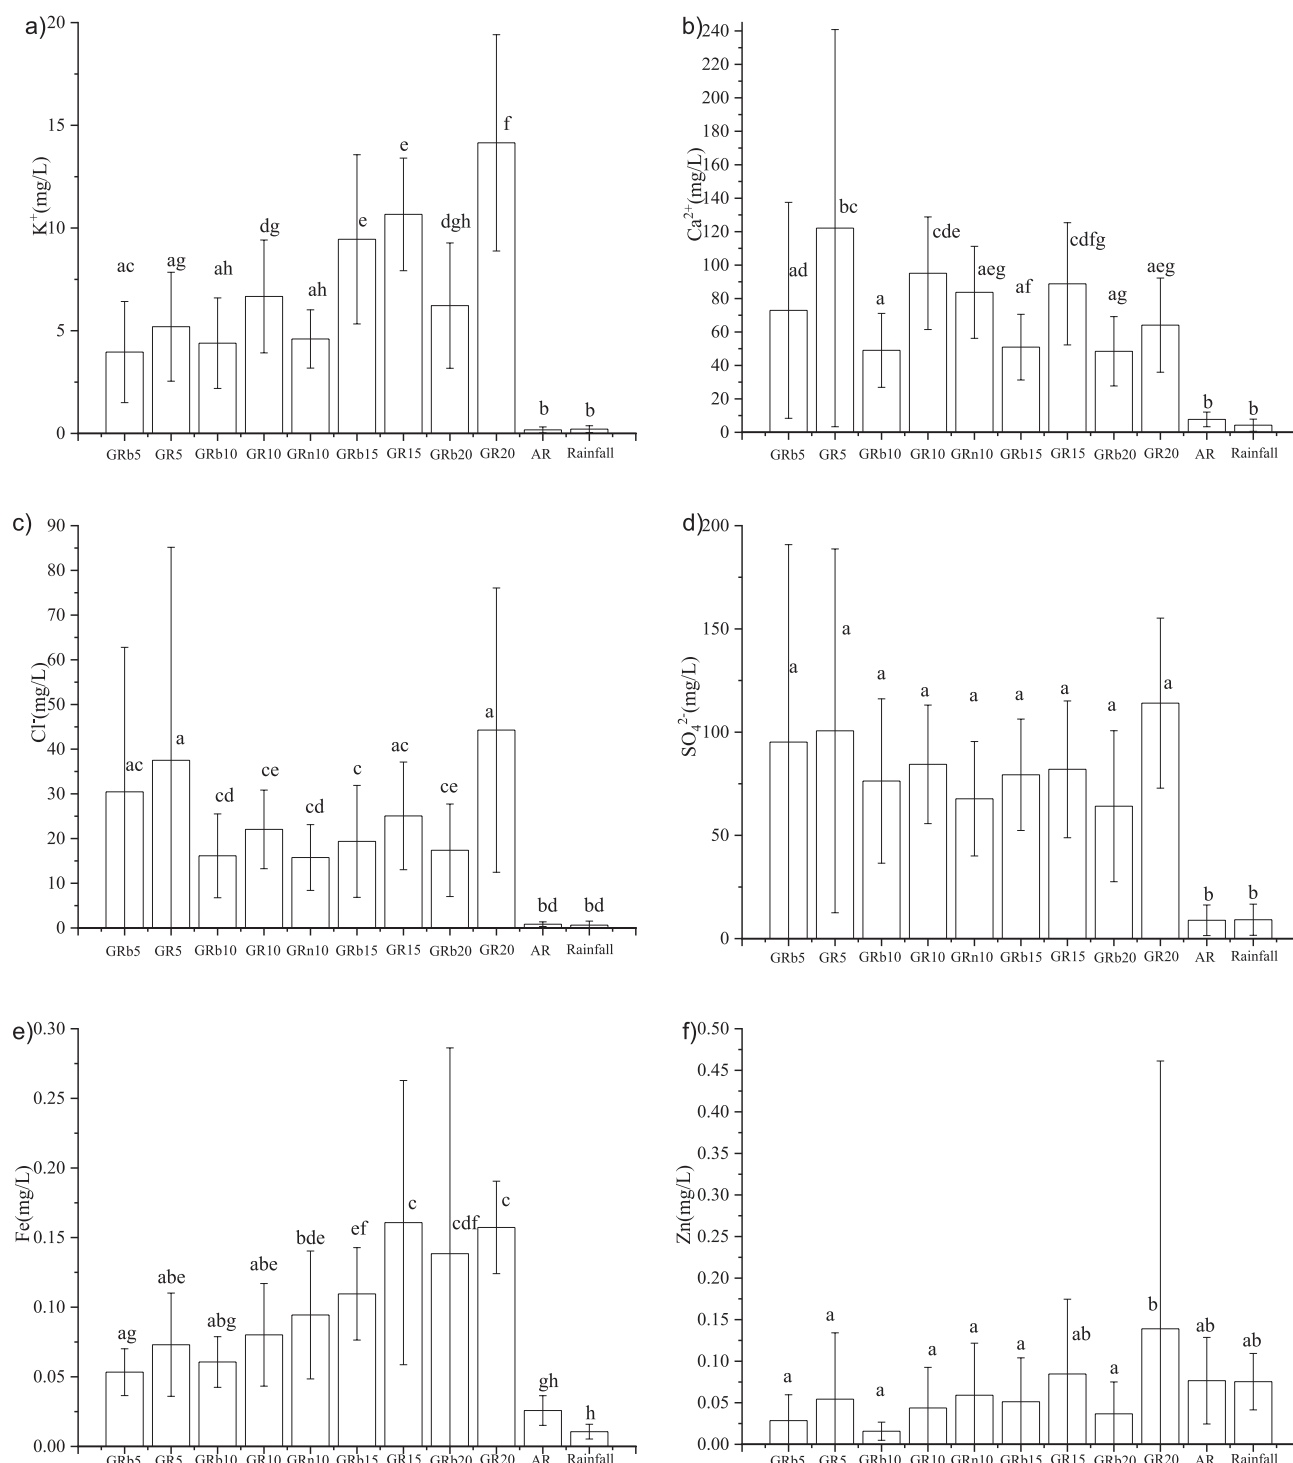 a)
20
15
10
5
0
K+(mg/L)
ac
ag
ah
dg
ah
e
e
dgh
f
b
b
GRb5 GR5 GRb10 GR10 GRn10 GRb15 GR15 GRb20 GR20 AR Rainfall
b)
240
220
200
180
160
140
120
100
80
60
40
20
0
Ca2+(mg/L)
ad
bc
a
cde
aeg
af
cdfg
ag
aeg
b
b
GRb5 GR5 GRb10 GR10 GRn10 GRb15 GR15 GRb20 GR20 AR Rainfall
c)
90
80
70
60
50
40
30
20
10
0
Cl-(mg/L)
ac
a
cd
ce
cd
c
ac
ce
a
bd
bd
GRb5 GR5 GRb10 GR10 GRn10 GRb15 GR15 GRb20 GR20 AR Rainfall
d)
200
150
100
50
0
SO42-(mg/L)
a
a
a
a
a
a
a
a
a
b
b
GRb5 GR5 GRb10 GR10 GRn10 GRb15 GR15 GRb20 GR20 AR Rainfall
e)
0.30
0.25
0.20
0.15
0.10
0.05
0.00
Fe(mg/L)
ag
abe
abg
abe
bde
ef
c
cdf
c
gh
h
GRb5 GR5 GRb10 GR10 GRn10 GRb15 GR15 GRb20 GR20 AR Rainfall
f)
0.50
0.45
0.40
0.35
0.30
0.25
0.20
0.15
0.10
0.05
0.00
Zn(mg/L)
a
a
a
a
a
a
ab
a
b
ab
ab
GRb5 GR5 GRb10 GR10 GRn10 GRb15 GR15 GRb20 GR20 AR Rainfall